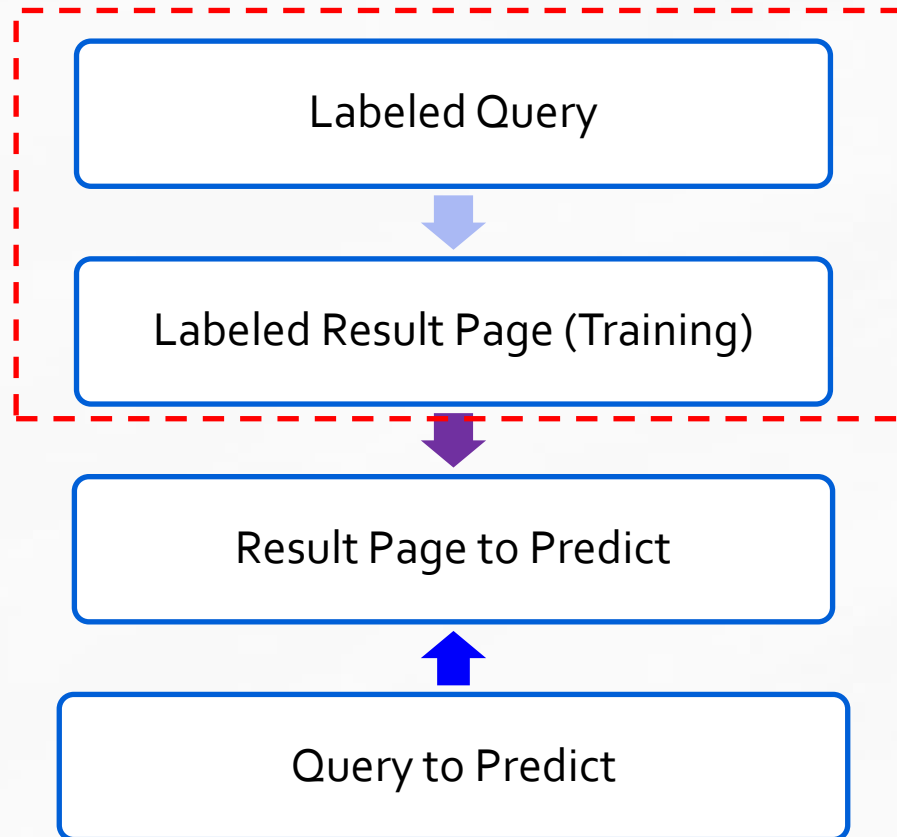 Labeled Query
Labeled Result Page (Training)
Result Page to Predict
Query to Predict